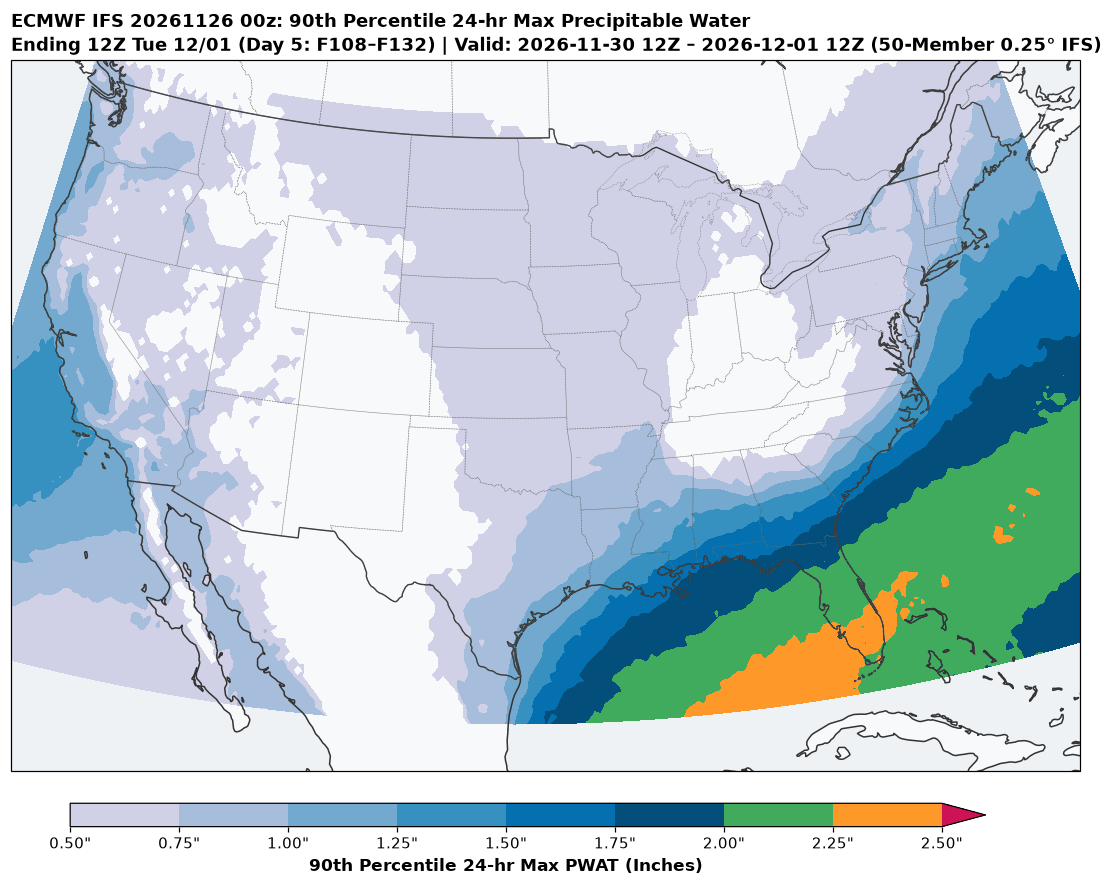 ECMWF IFS 20261126 00z: 90th Percentile 24-hr Max Precipitable Water
Ending 12Z Tue 12/01 (Day 5: F108–F132) | Valid: 2026-11-30 12Z – 2026-12-01 12Z (50-Member 0.25° IFS)
0.50" 0.75" 1.00" 1.25" 1.50" 1.75" 2.00" 2.25" 2.50"
90th Percentile 24-hr Max PWAT (Inches)